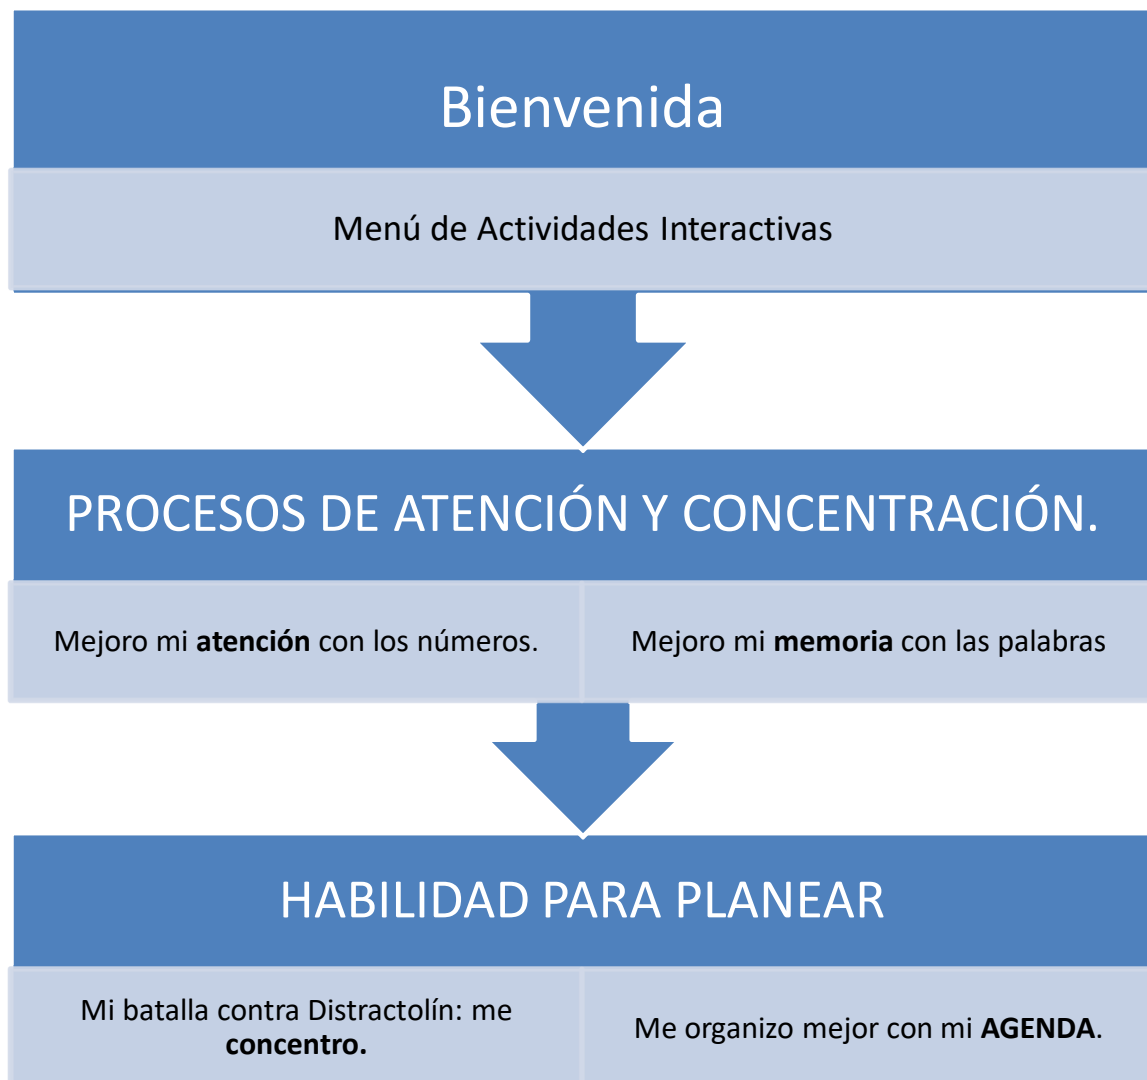 Bienvenida
Menú de Actividades Interactivas
PROCESOS DE ATENCIÓN Y CONCENTRACIÓN.
Mejoro mi atención con los números.
Mejoro mi memoria con las palabras
HABILIDAD PARA PLANEAR
Mi batalla contra Distractolín: me
concentro.
Me organizo mejor con mi AGENDA.